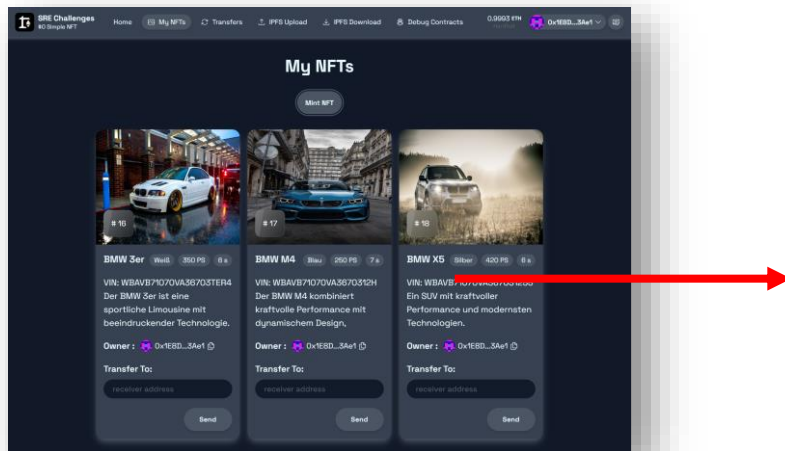 SRE Challenges
#0 Simple NFT
Home
My NFTs
Transfers
IPFS Upload
IPFS Download
Debug Contracts
0.9993 ETH
0x1E8D...3Ae1
My NFTs
Mint NFT
# 16
BMW 3er Weiß 350 PS 6 s
VIN: WBAVB71070VA36703TER4
Der BMW 3er ist eine
sportliche Limousine mit
beeindruckender Technologie.
Owner : 0x1E8D...3Ae1
Transfer To:
receiver address
Send
# 17
BMW M4 Blau 250 PS 7 s
VIN: WBAVB71070VA3670312H
Der BMW M4 kombiniert
kraftvolle Performance mit
dynamischem Design,
Owner : 0x1E8D...3Ae1
Transfer To:
receiver address
Send
# 18
BMW X5 Silber 420 PS 6 s
VIN:
Ein SUV mit kraftvoller
Performance und modernsten
Technologien.
Owner : 0x1E8D...3Ae1
Transfer To:
receiver address
Send